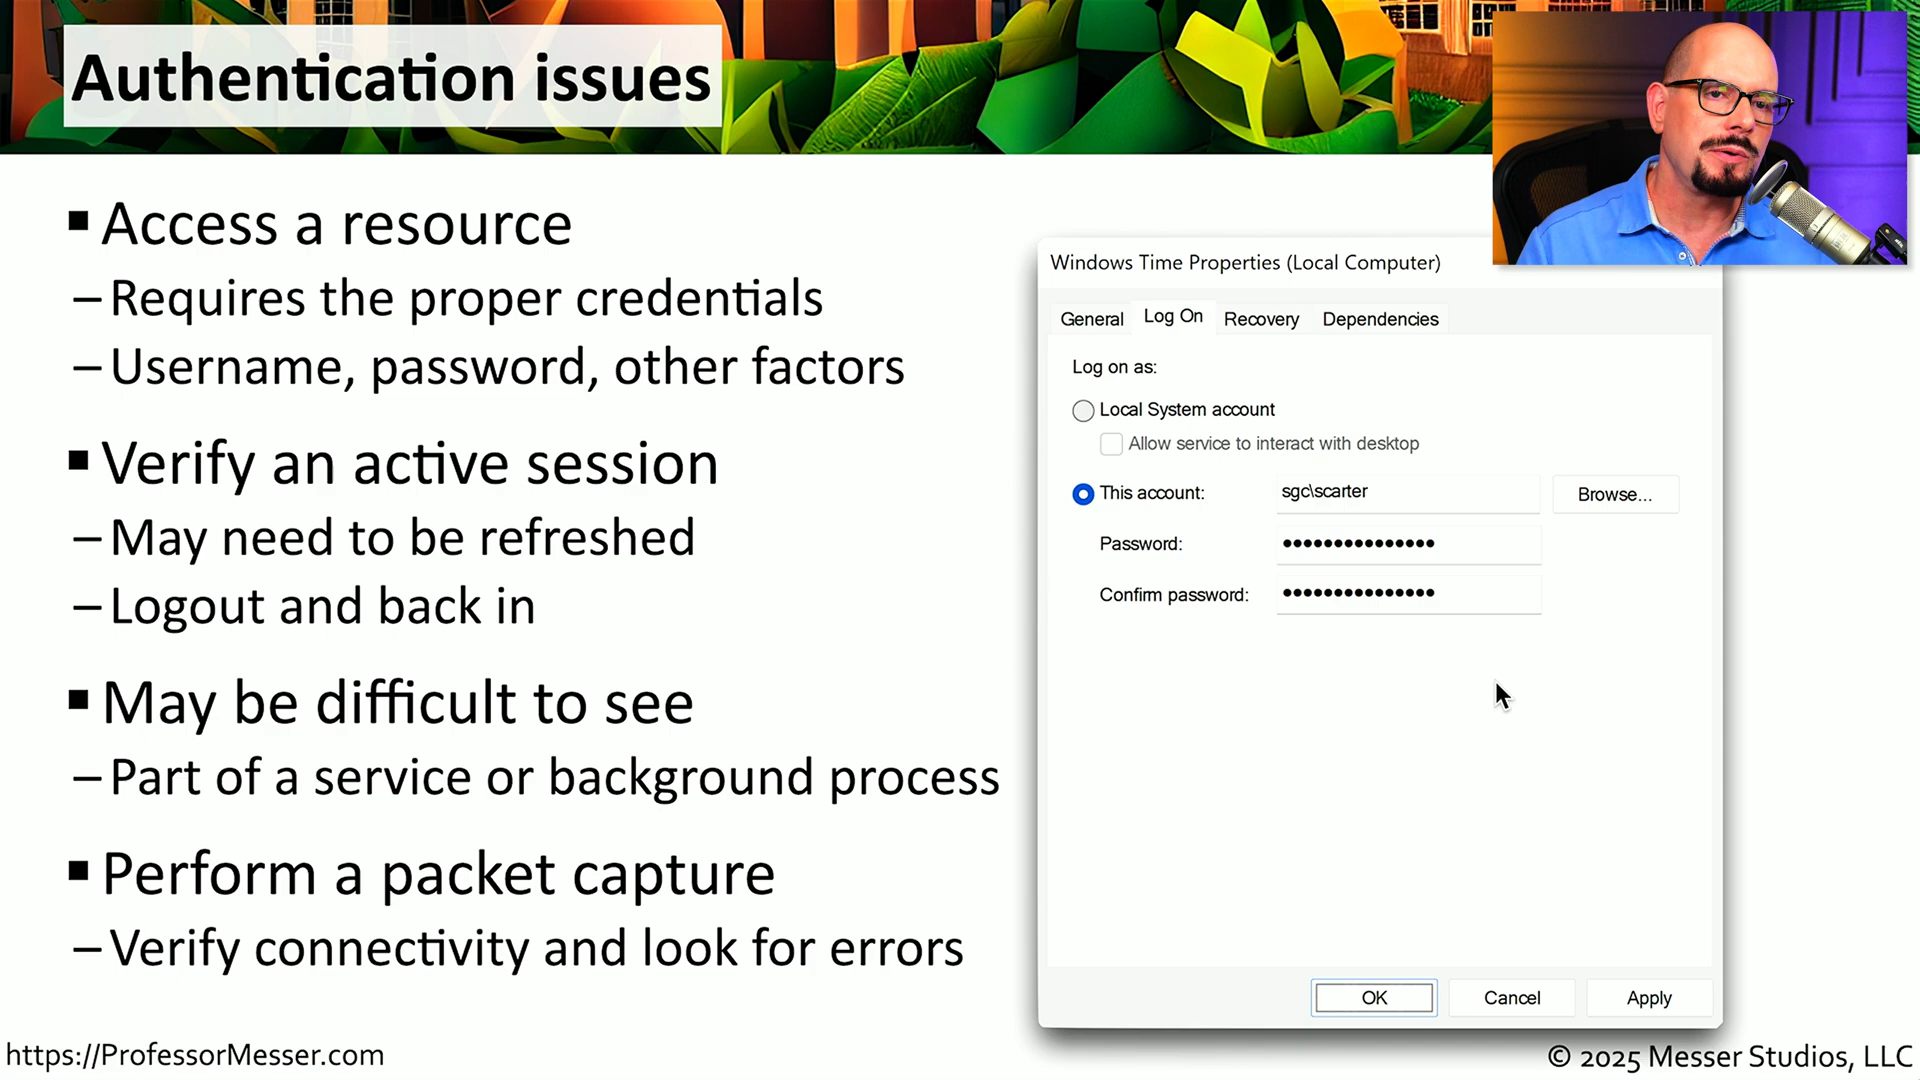 Authentication issues
▪ Access a resource
– Requires the proper credentials
– Username, password, other factors
▪ Verify an active session
– May need to be refreshed
– Logout and back in
▪ May be difficult to see
– Part of a service or background process
▪ Perform a packet capture
– Verify connectivity and look for errors
Windows Time Properties (Local Computer)
General Log On Recovery Dependencies
Log on as:
Local System account
Allow service to interact with desktop
This account: sgc\scarter Browse...
Password: •••••••••••••••
Confirm password: •••••••••••••••
OK Cancel Apply
https://ProfessorMesser.com
© 2025 Messer Studios, LLC